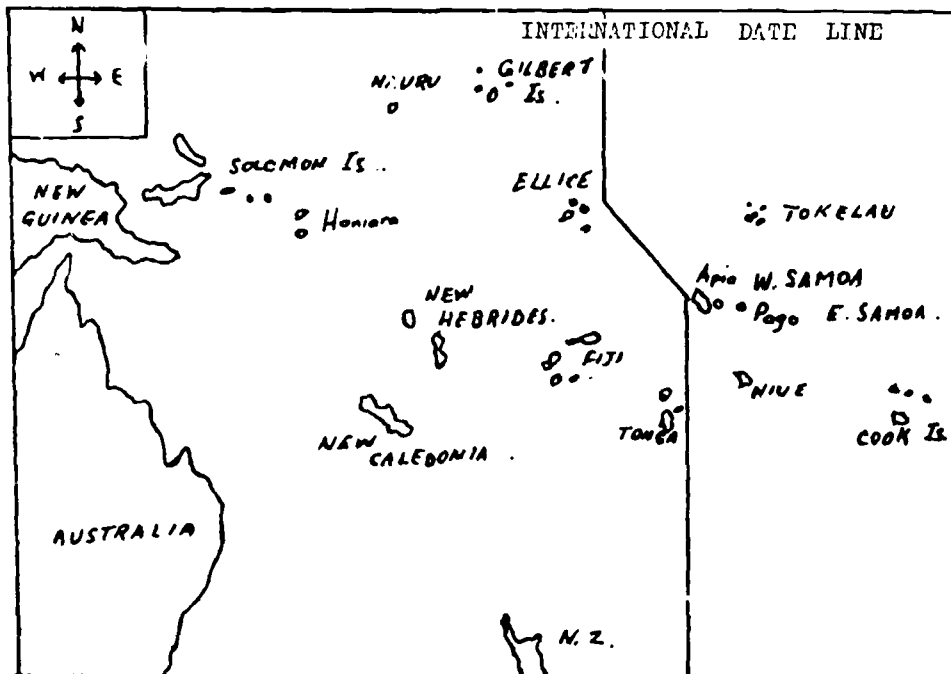 INTERNATIONAL DATE LINE
N
W E
S
GILBERT
Is.
SOLOMON Is..
NEW
GUINEA
Honiara
ELLICE
TOKELAU
Apia W. SAMOA
Pago E. SAMOA.
NEW
HEBRIDES.
FIJI
NIUE
TONGA
COOK Is.
NEW
CALEDONIA.
AUSTRALIA
N.Z.